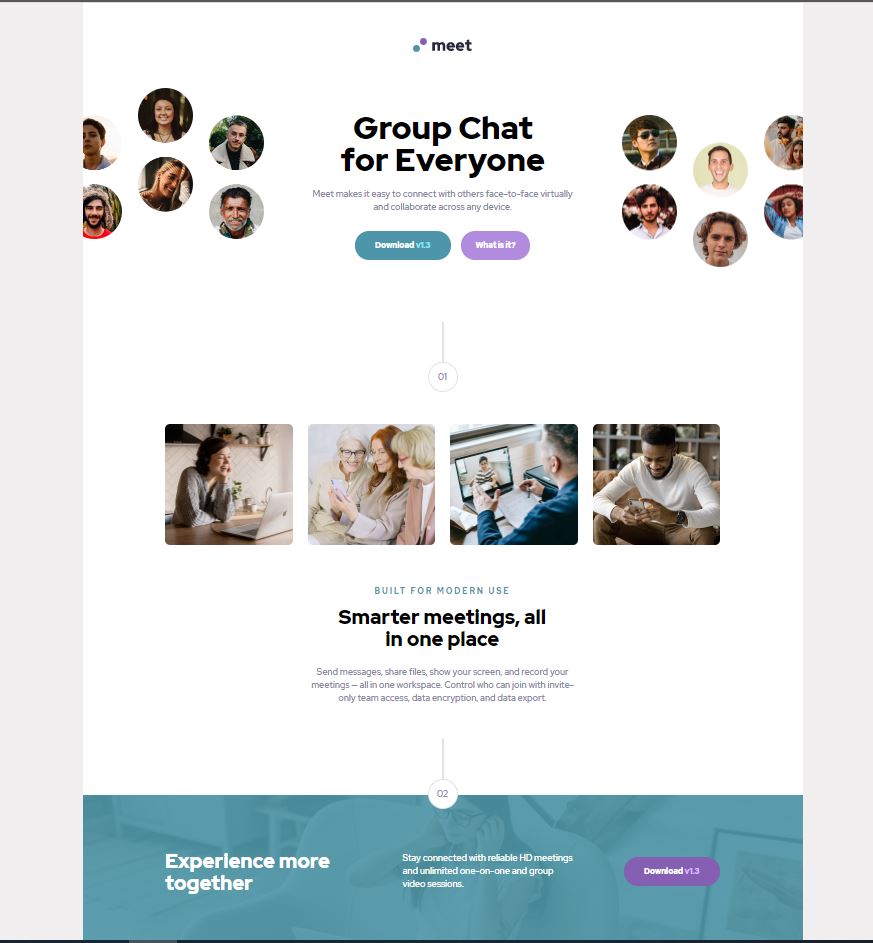 meet
Group Chat
for Everyone
Meet makes it easy to connect with others face-to-face virtually
and collaborate across any device.
Download v1.3
What is it?
01
BUILT FOR MODERN USE
Smarter meetings, all
in one place
Send messages, share files, show your screen, and record your
meetings — all in one workspace. Control who can join with invite-
only team access, data encryption, and data export.
02
Experience more
together
Stay connected with reliable HD meetings
and unlimited one-on-one and group
video sessions.
Download v1.3